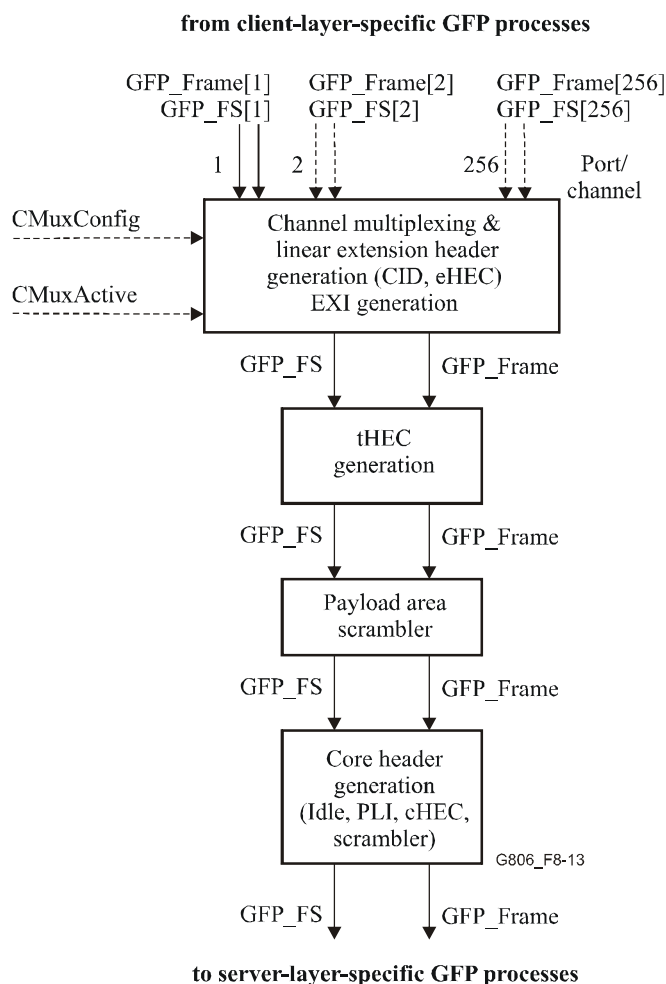 from client-layer-specific GFP processes
GFP_Frame[1] GFP_Frame[2] GFP_Frame[256]
GFP_FS[1] GFP_FS[2] GFP_FS[256]
1 2 256 Port/
channel
CMuxConfig
Channel multiplexing &
linear extension header
generation (CID, eHEC)
EXI generation
CMuxActive
GFP_FS GFP_Frame
tHEC
generation
GFP_FS GFP_Frame
Payload area
scrambler
GFP_FS GFP_Frame
Core header
generation
(Idle, PLI, cHEC,
scrambler)
G806_F8-13
GFP_FS GFP_Frame
to server-layer-specific GFP processes